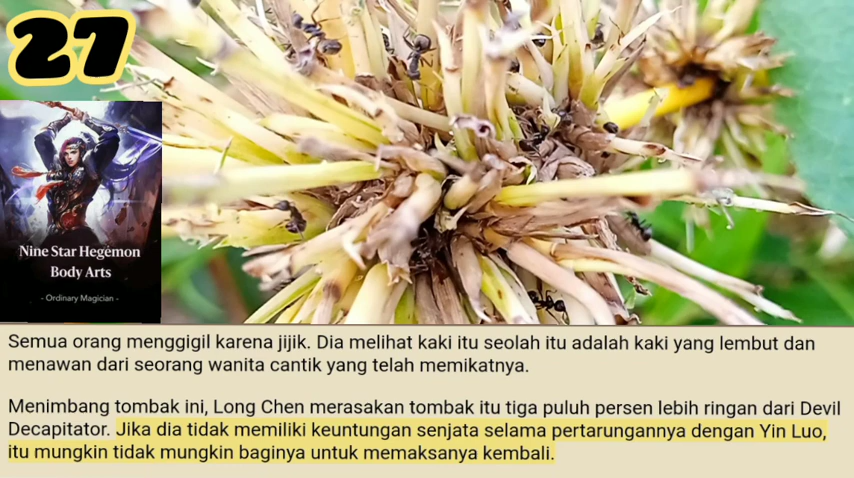 27
Nine Star Hegemon
Body Arts
- Ordinary Magician -
Semua orang menggigil karena jijik. Dia melihat kaki itu seolah itu adalah kaki yang lembut dan
menawan dari seorang wanita cantik yang telah memikatnya.
Menimbang tombak ini, Long Chen merasakan tombak itu tiga puluh persen lebih ringan dari Devil
Decapitator. Jika dia tidak memiliki keuntungan senjata selama pertarungannya dengan Yin Luo,
itu mungkin tidak mungkin baginya untuk memaksanya kembali.